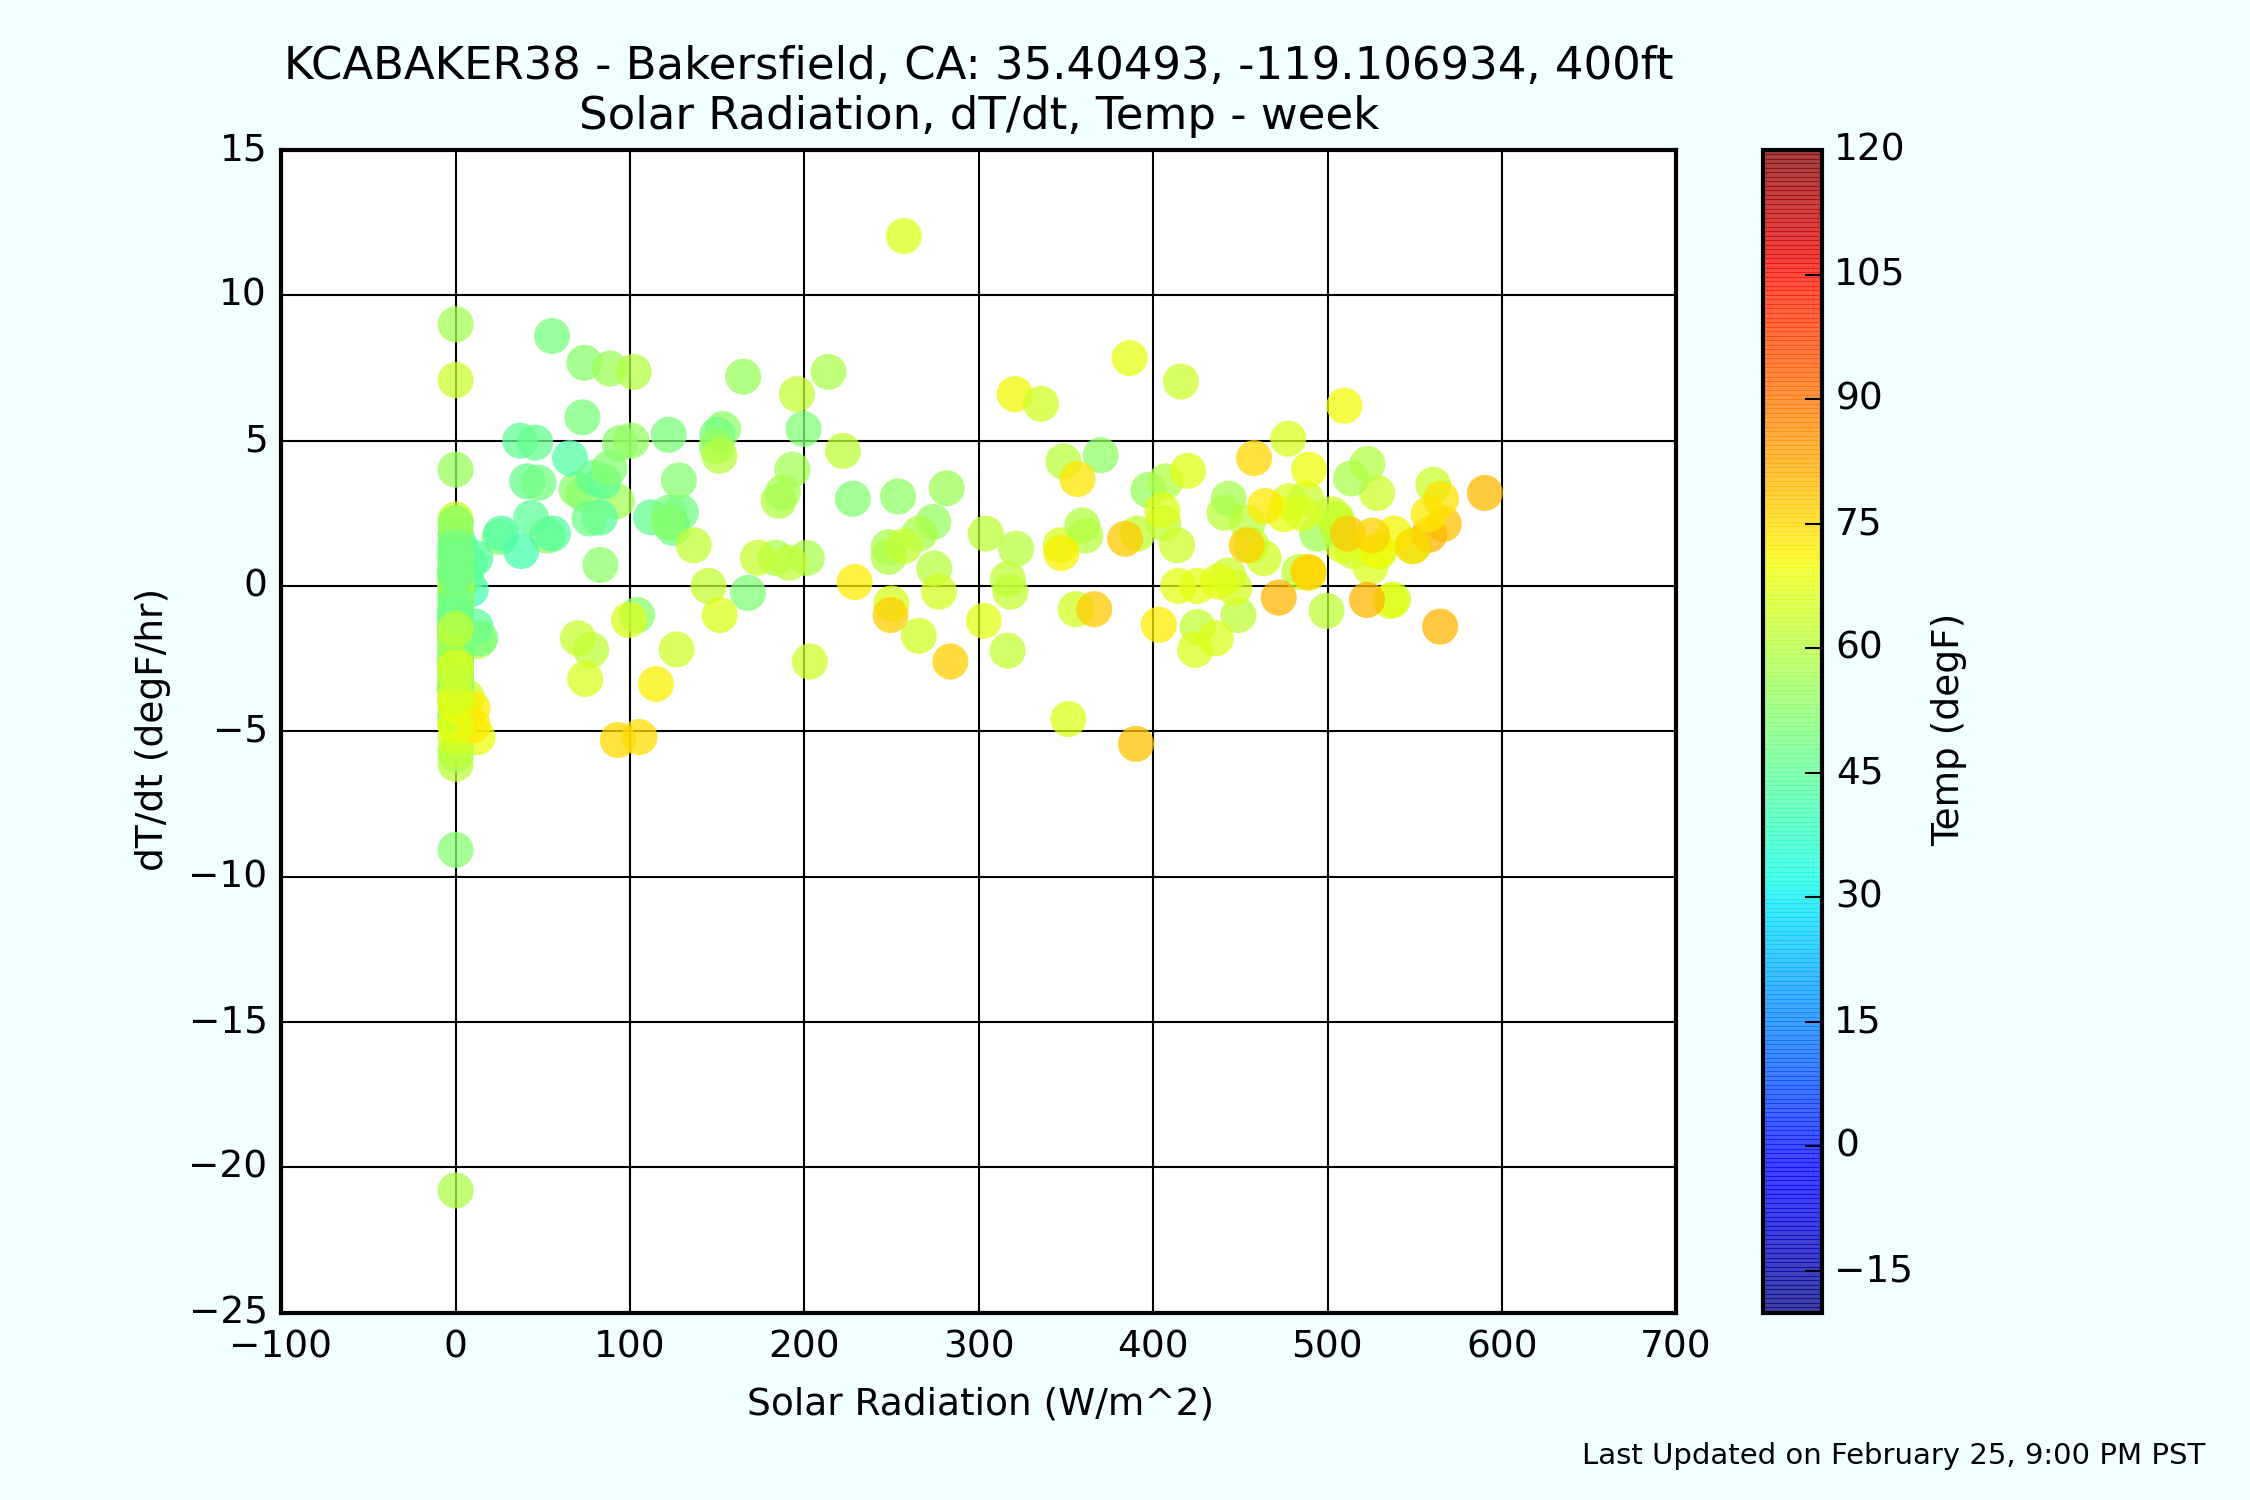 KCABAKER38 - Bakersfield, CA: 35.40493, -119.106934, 400ft
Solar Radiation, dT/dt, Temp - week
15
10
5
0
−5
−10
−15
−20
−25
dT/dt (degF/hr)
−100 0 100 200 300 400 500 600 700
Solar Radiation (W/m^2)
120
105
90
75
60
45
30
15
0
−15
Temp (degF)
Last Updated on February 25, 9:00 PM PST